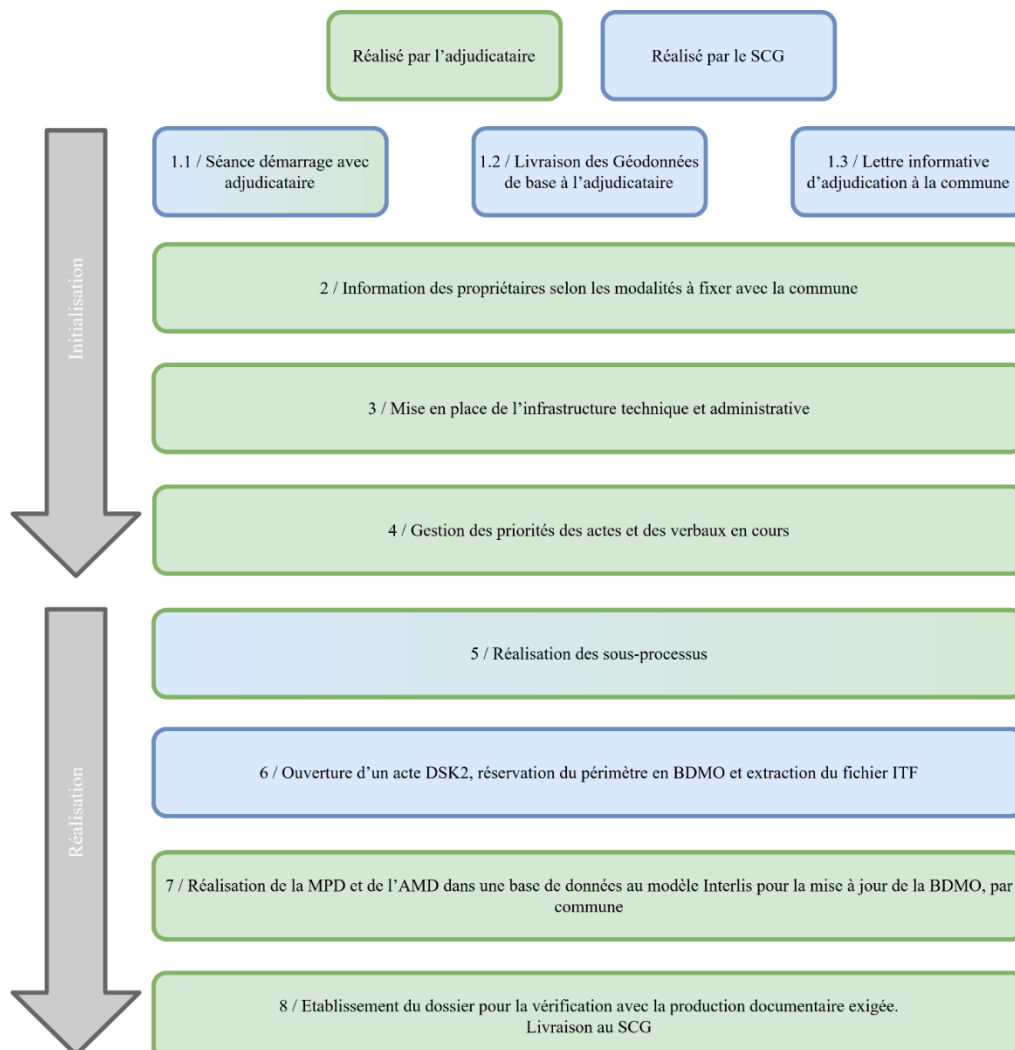 Réalisé par l'adjudicataire
Réalisé par le SCG
1.1 / Séance démarrage avec
adjudicataire
1.2 / Livraison des Géodonnées
de base à l'adjudicataire
1.3 / Lettre informative
d'adjudication à la commune
Initialisation
2 / Information des propriétaires selon les modalités à fixer avec la commune
3 / Mise en place de l'infrastructure technique et administrative
4 / Gestion des priorités des actes et des verbaux en cours
Réalisation
5 / Réalisation des sous-processus
6 / Ouverture d'un acte DSK2, réservation du périmètre en BDMO et extraction du fichier ITF
7 / Réalisation de la MPD et de l'AMD dans une base de données au modèle Interlis pour la mise à jour de la BDMO, par
commune
8 / Etablissement du dossier pour la vérification avec la production documentaire exigée.
Livraison au SCG